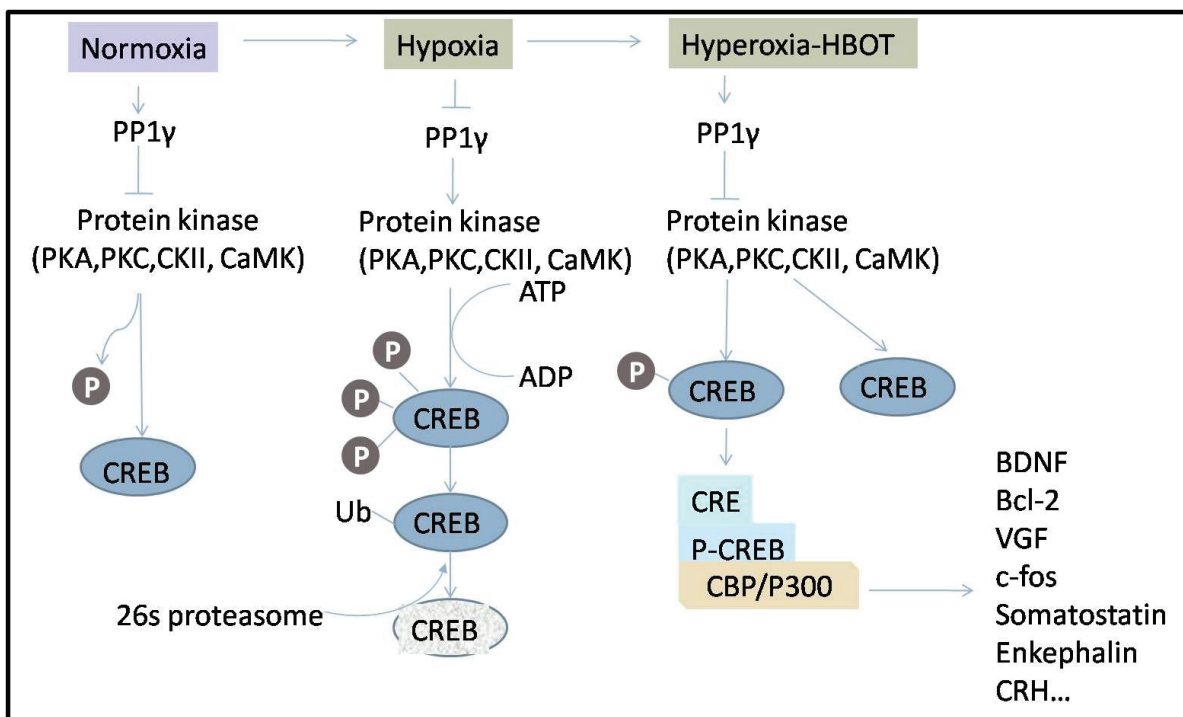 Normoxia
Hypoxia
Hyperoxia-HBOT
PP1γ
PP1γ
PP1γ
Protein kinase
(PKA,PKC,CKII, CaMK)
Protein kinase
(PKA,PKC,CKII, CaMK)
Protein kinase
(PKA,PKC,CKII, CaMK)
ATP
ADP
P
CREB
P
P
P
CREB
Ub
CREB
26s proteasome
CREB
P
CREB
CREB
CRE
P-CREB
CBP/P300
BDNF
Bcl-2
VGF
c-fos
Somatostatin
Enkephalin
CRH...